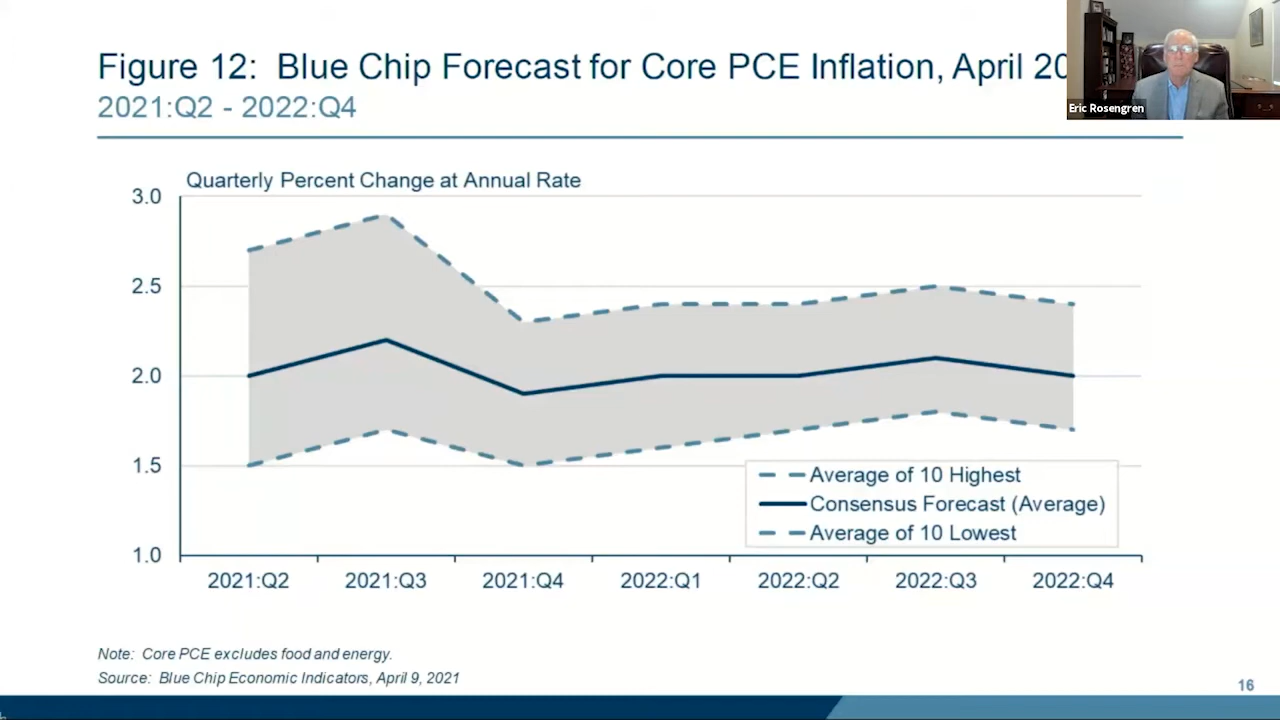 Figure 12: Blue Chip Forecast for Core PCE Inflation, April 20
2021:Q2 - 2022:Q4
Eric Rosengren
Quarterly Percent Change at Annual Rate
3.0
2.5
2.0
1.5
1.0
Average of 10 Highest
Consensus Forecast (Average)
Average of 10 Lowest
2021:Q2 2021:Q3 2021:Q4 2022:Q1 2022:Q2 2022:Q3 2022:Q4
Note: Core PCE excludes food and energy.
Source: Blue Chip Economic Indicators, April 9, 2021
16